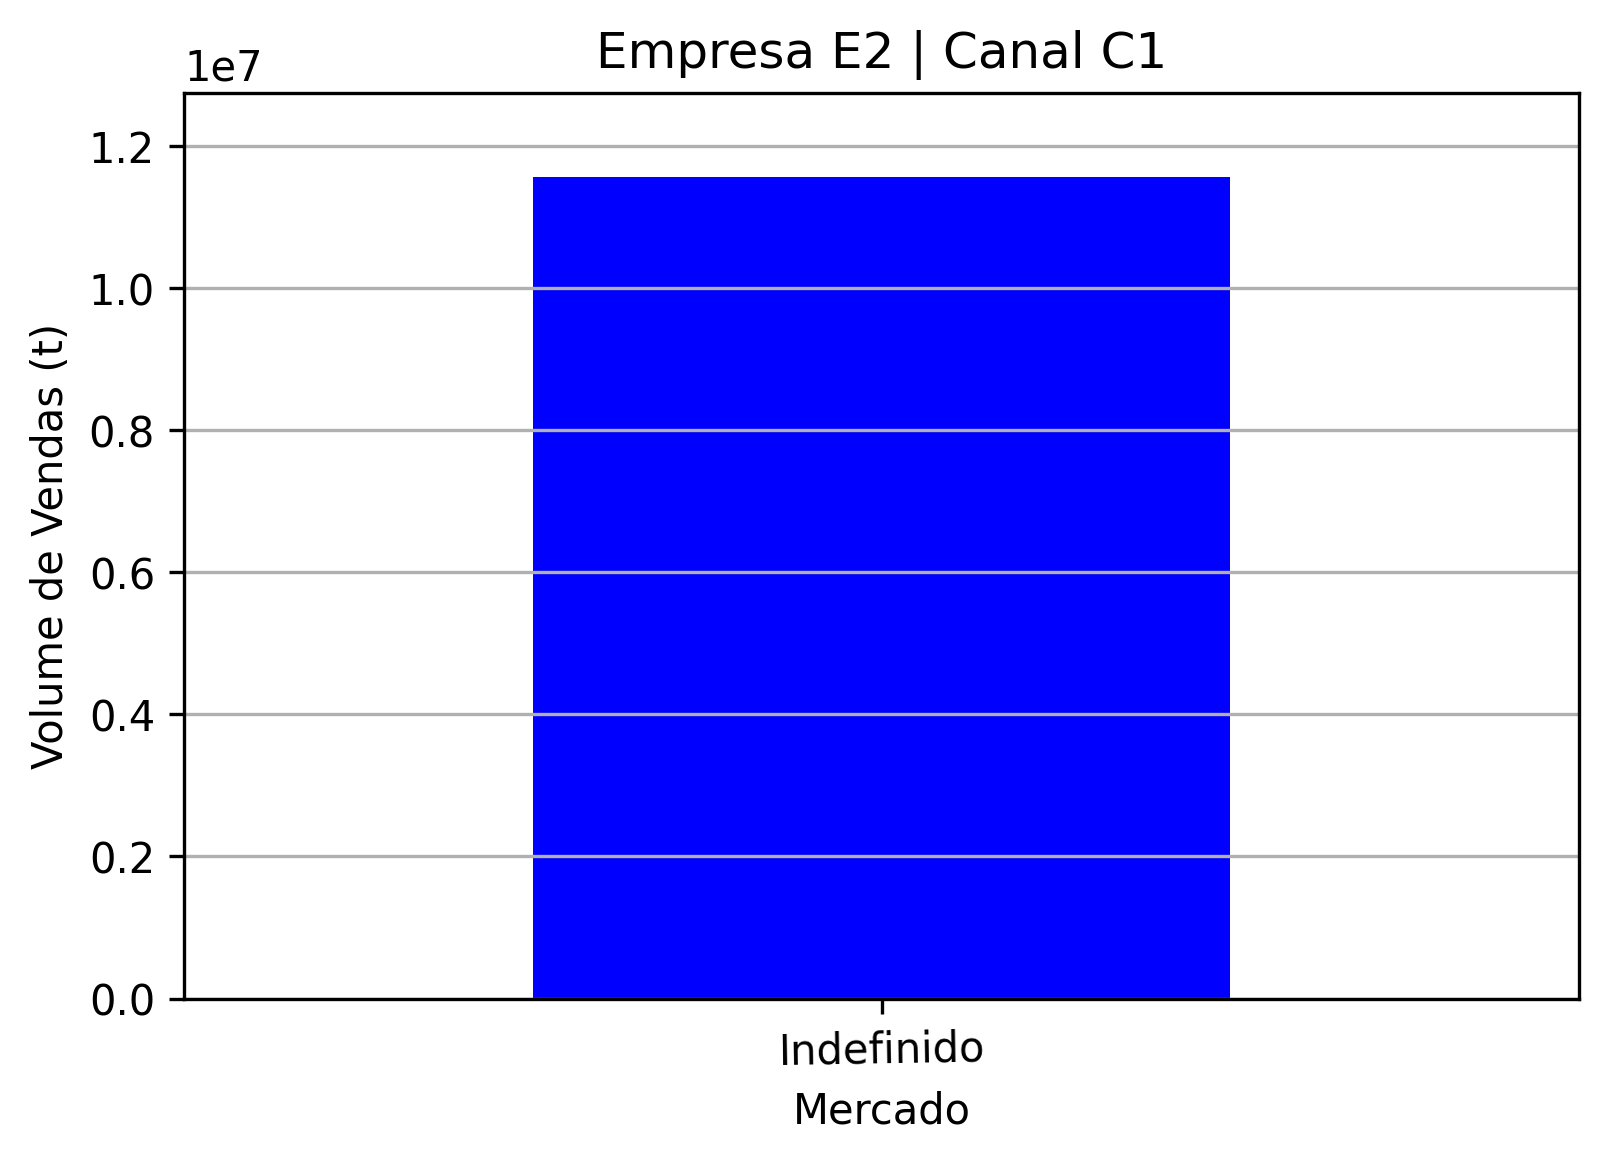 Empresa E2 | Canal C1
1e7
1.2
1.0
0.8
0.6
0.4
0.2
0.0
Volume de Vendas (t)
Indefinido
Mercado